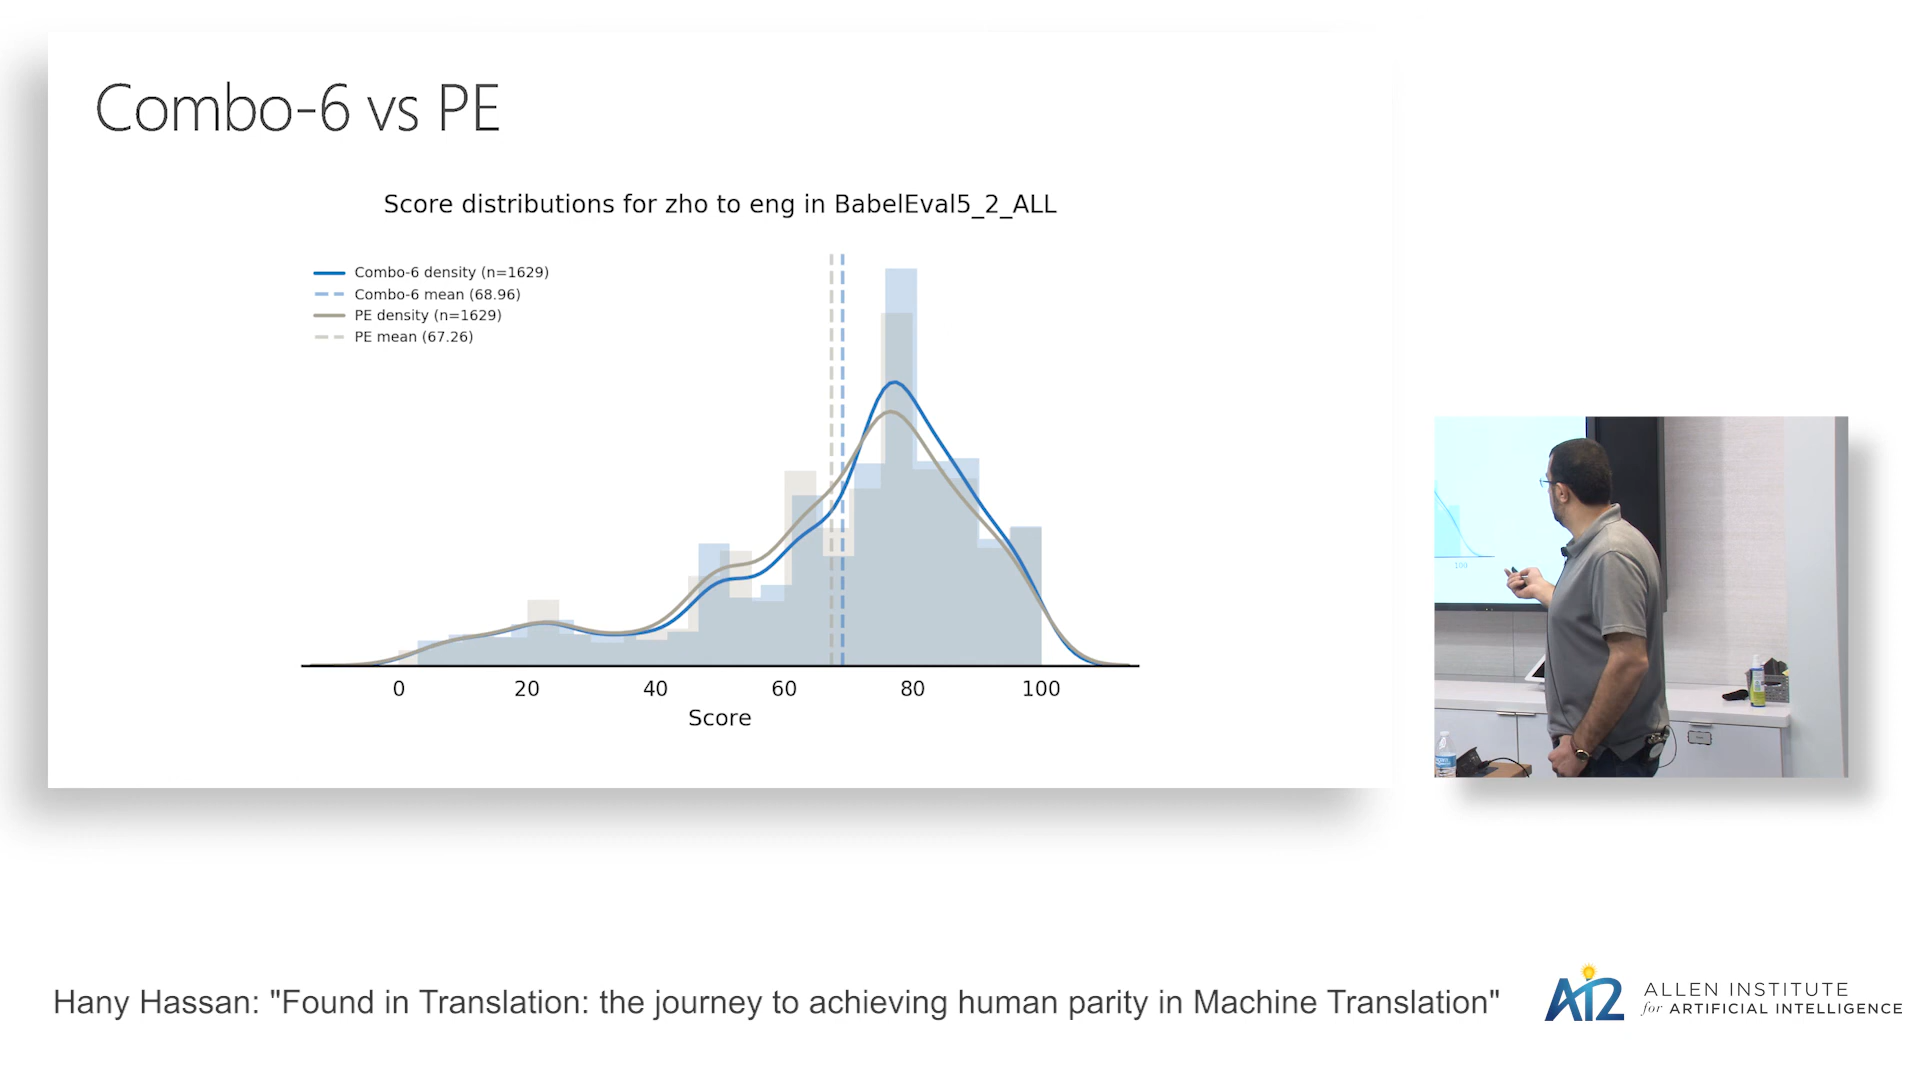 Combo-6 vs PE
Score distributions for zho to eng in BabelEval5_2_ALL
Combo-6 density (n=1629)
Combo-6 mean (68.96)
PE density (n=1629)
PE mean (67.26)
0 20 40 60 80 100
Score
100
Hany Hassan: "Found in Translation: the journey to achieving human parity in Machine Translation"
AI2
ALLEN INSTITUTE
for ARTIFICIAL INTELLIGENCE